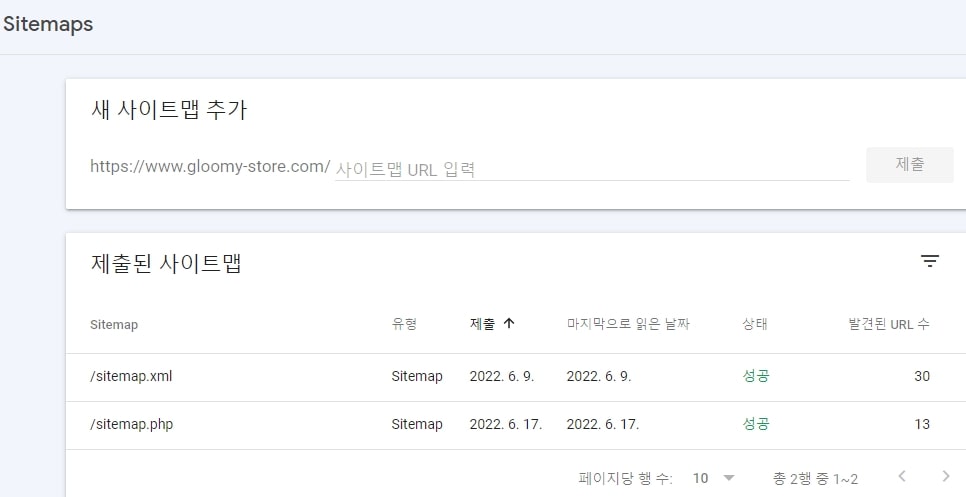 Sitemaps
새 사이트맵 추가
https://www.gloomy-store.com/ 사이트맵 URL 입력 제출
제출된 사이트맵
Sitemap 유형 제출 마지막으로 읽은 날짜 상태 발견된 URL 수
/sitemap.xml Sitemap 2022. 6. 9. 2022. 6. 9. 성공 30
/sitemap.php Sitemap 2022. 6. 17. 2022. 6. 17. 성공 13
페이지당 행 수: 10 총 2행 중 1~2